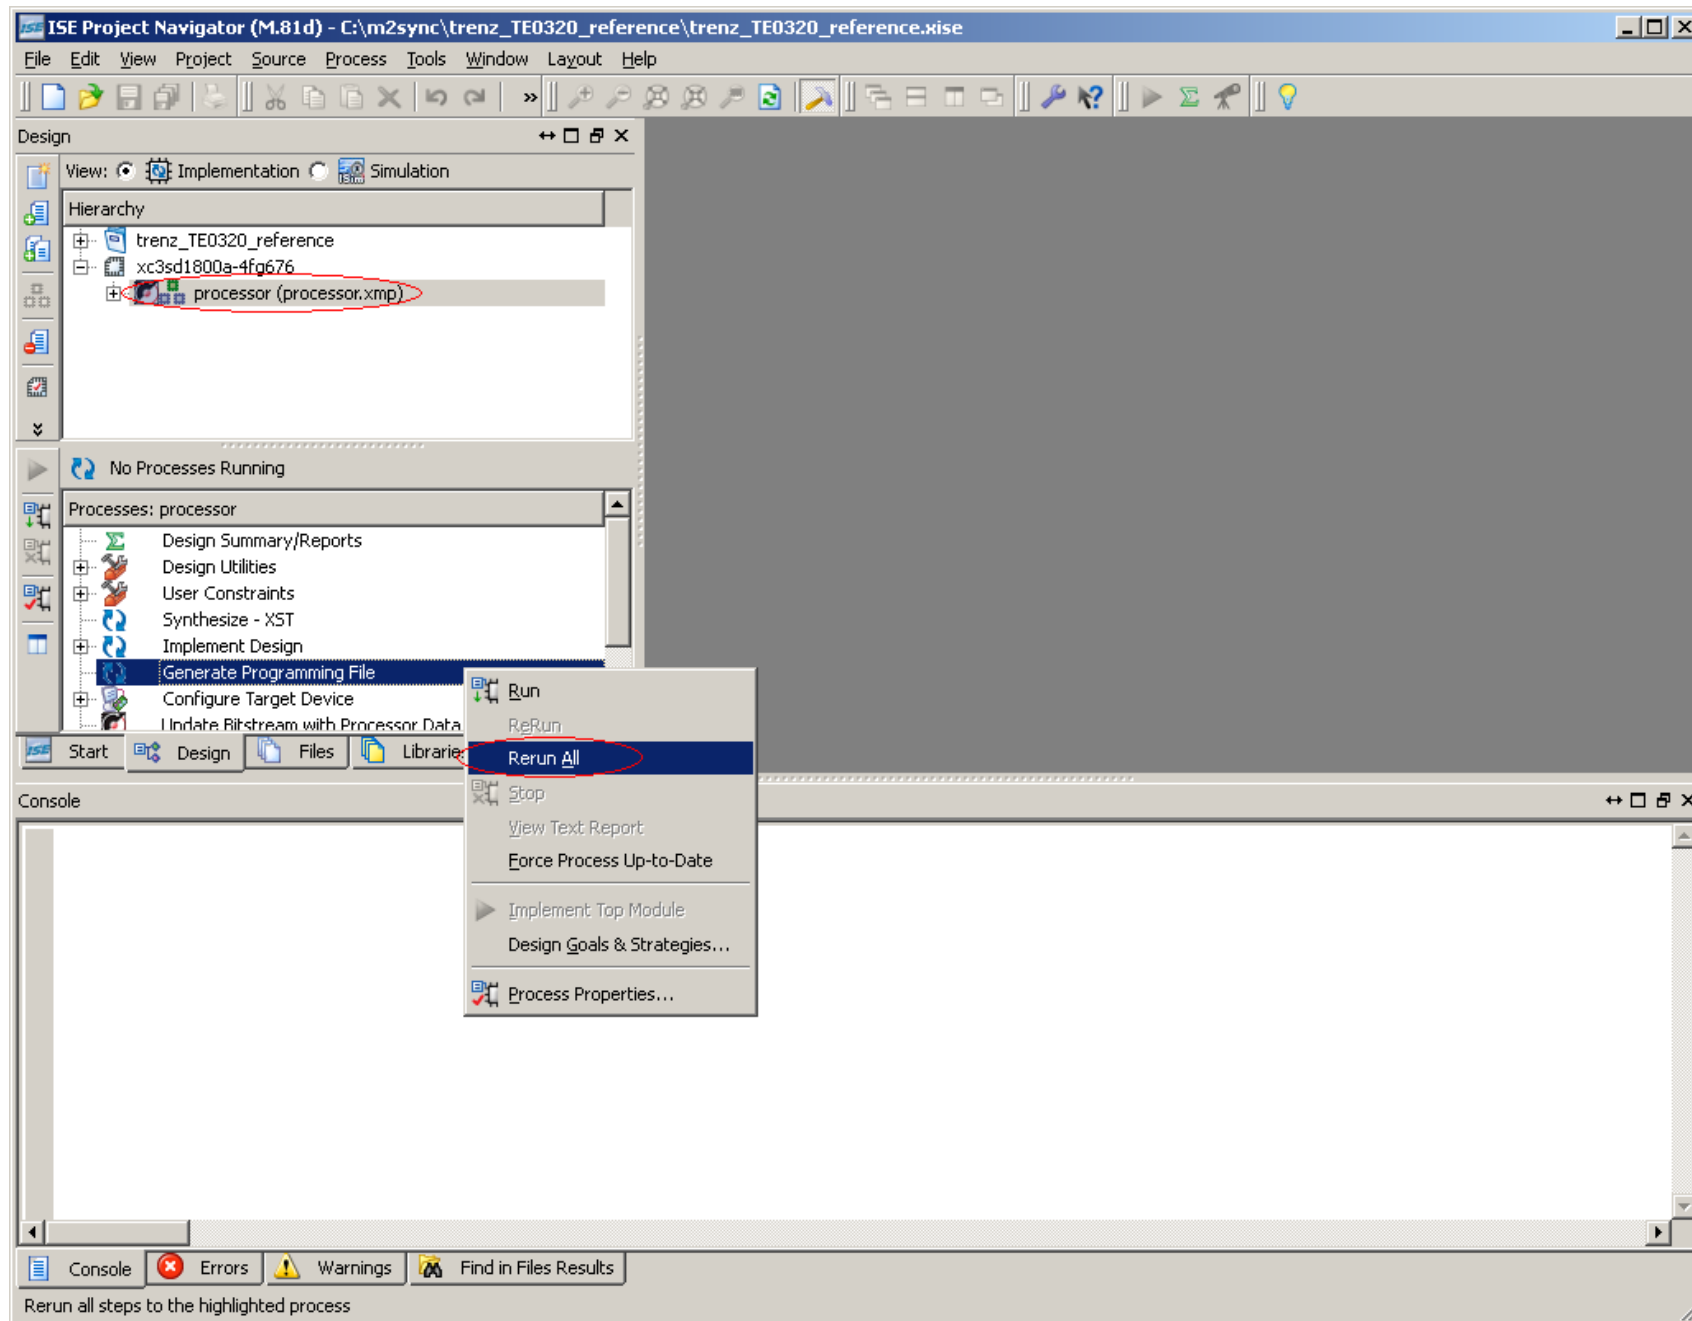 ISE Project Navigator (M.81d) - C:\m2sync\trenz_TE0320_reference\trenz_TE0320_reference.xise
File Edit View Project Source Process Tools Window Layout Help
Design
View: Implementation Simulation
Hierarchy
trenz_TE0320_reference
xc3sd1800a-4fg676
processor (processor.xmp)
No Processes Running
Processes: processor
Design Summary/Reports
Design Utilities
User Constraints
Synthesize - XST
Implement Design
Generate Programming File
Configure Target Device
Update Bitstream with Processor Data
Start Design Files Libraries
Run
ReRun
Rerun All
Stop
View Text Report
Force Process Up-to-Date
Implement Top Module
Design Goals & Strategies...
Process Properties...
Console
Console Errors Warnings Find in Files Results
Rerun all steps to the highlighted process